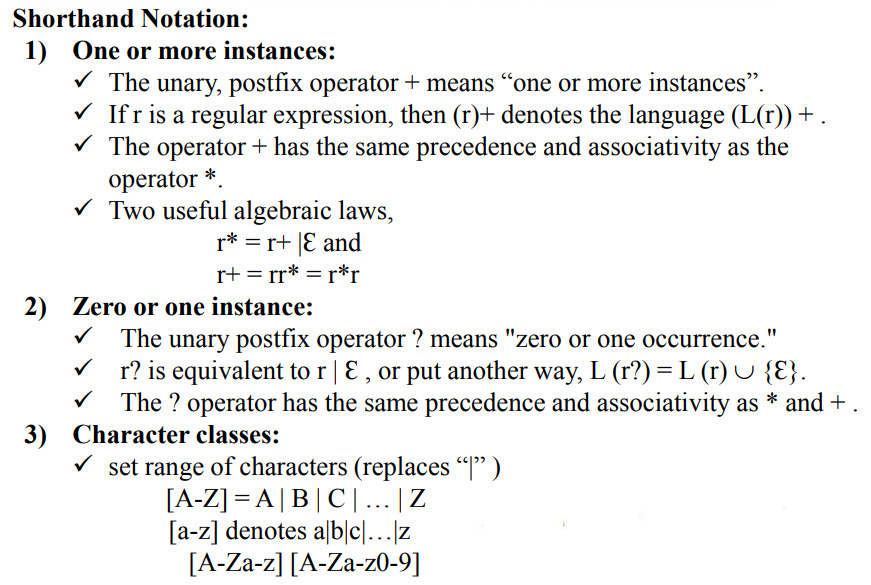 Shorthand Notation:
1) One or more instances:
✓ The unary, postfix operator + means “one or more instances”.
✓ If r is a regular expression, then (r)+ denotes the language (L(r)) + .
✓ The operator + has the same precedence and associativity as the
operator *.
✓ Two useful algebraic laws,
r* = r+ |Ɛ and
r+ = rr* = r*r
2) Zero or one instance:
✓ The unary postfix operator ? means "zero or one occurrence."
✓ r? is equivalent to r | Ɛ , or put another way, L (r?) = L (r) ∪ {Ɛ}.
✓ The ? operator has the same precedence and associativity as * and + .
3) Character classes:
✓ set range of characters (replaces “|” )
[A-Z] = A | B | C | … | Z
[a-z] denotes a|b|c|…|z
[A-Za-z] [A-Za-z0-9]